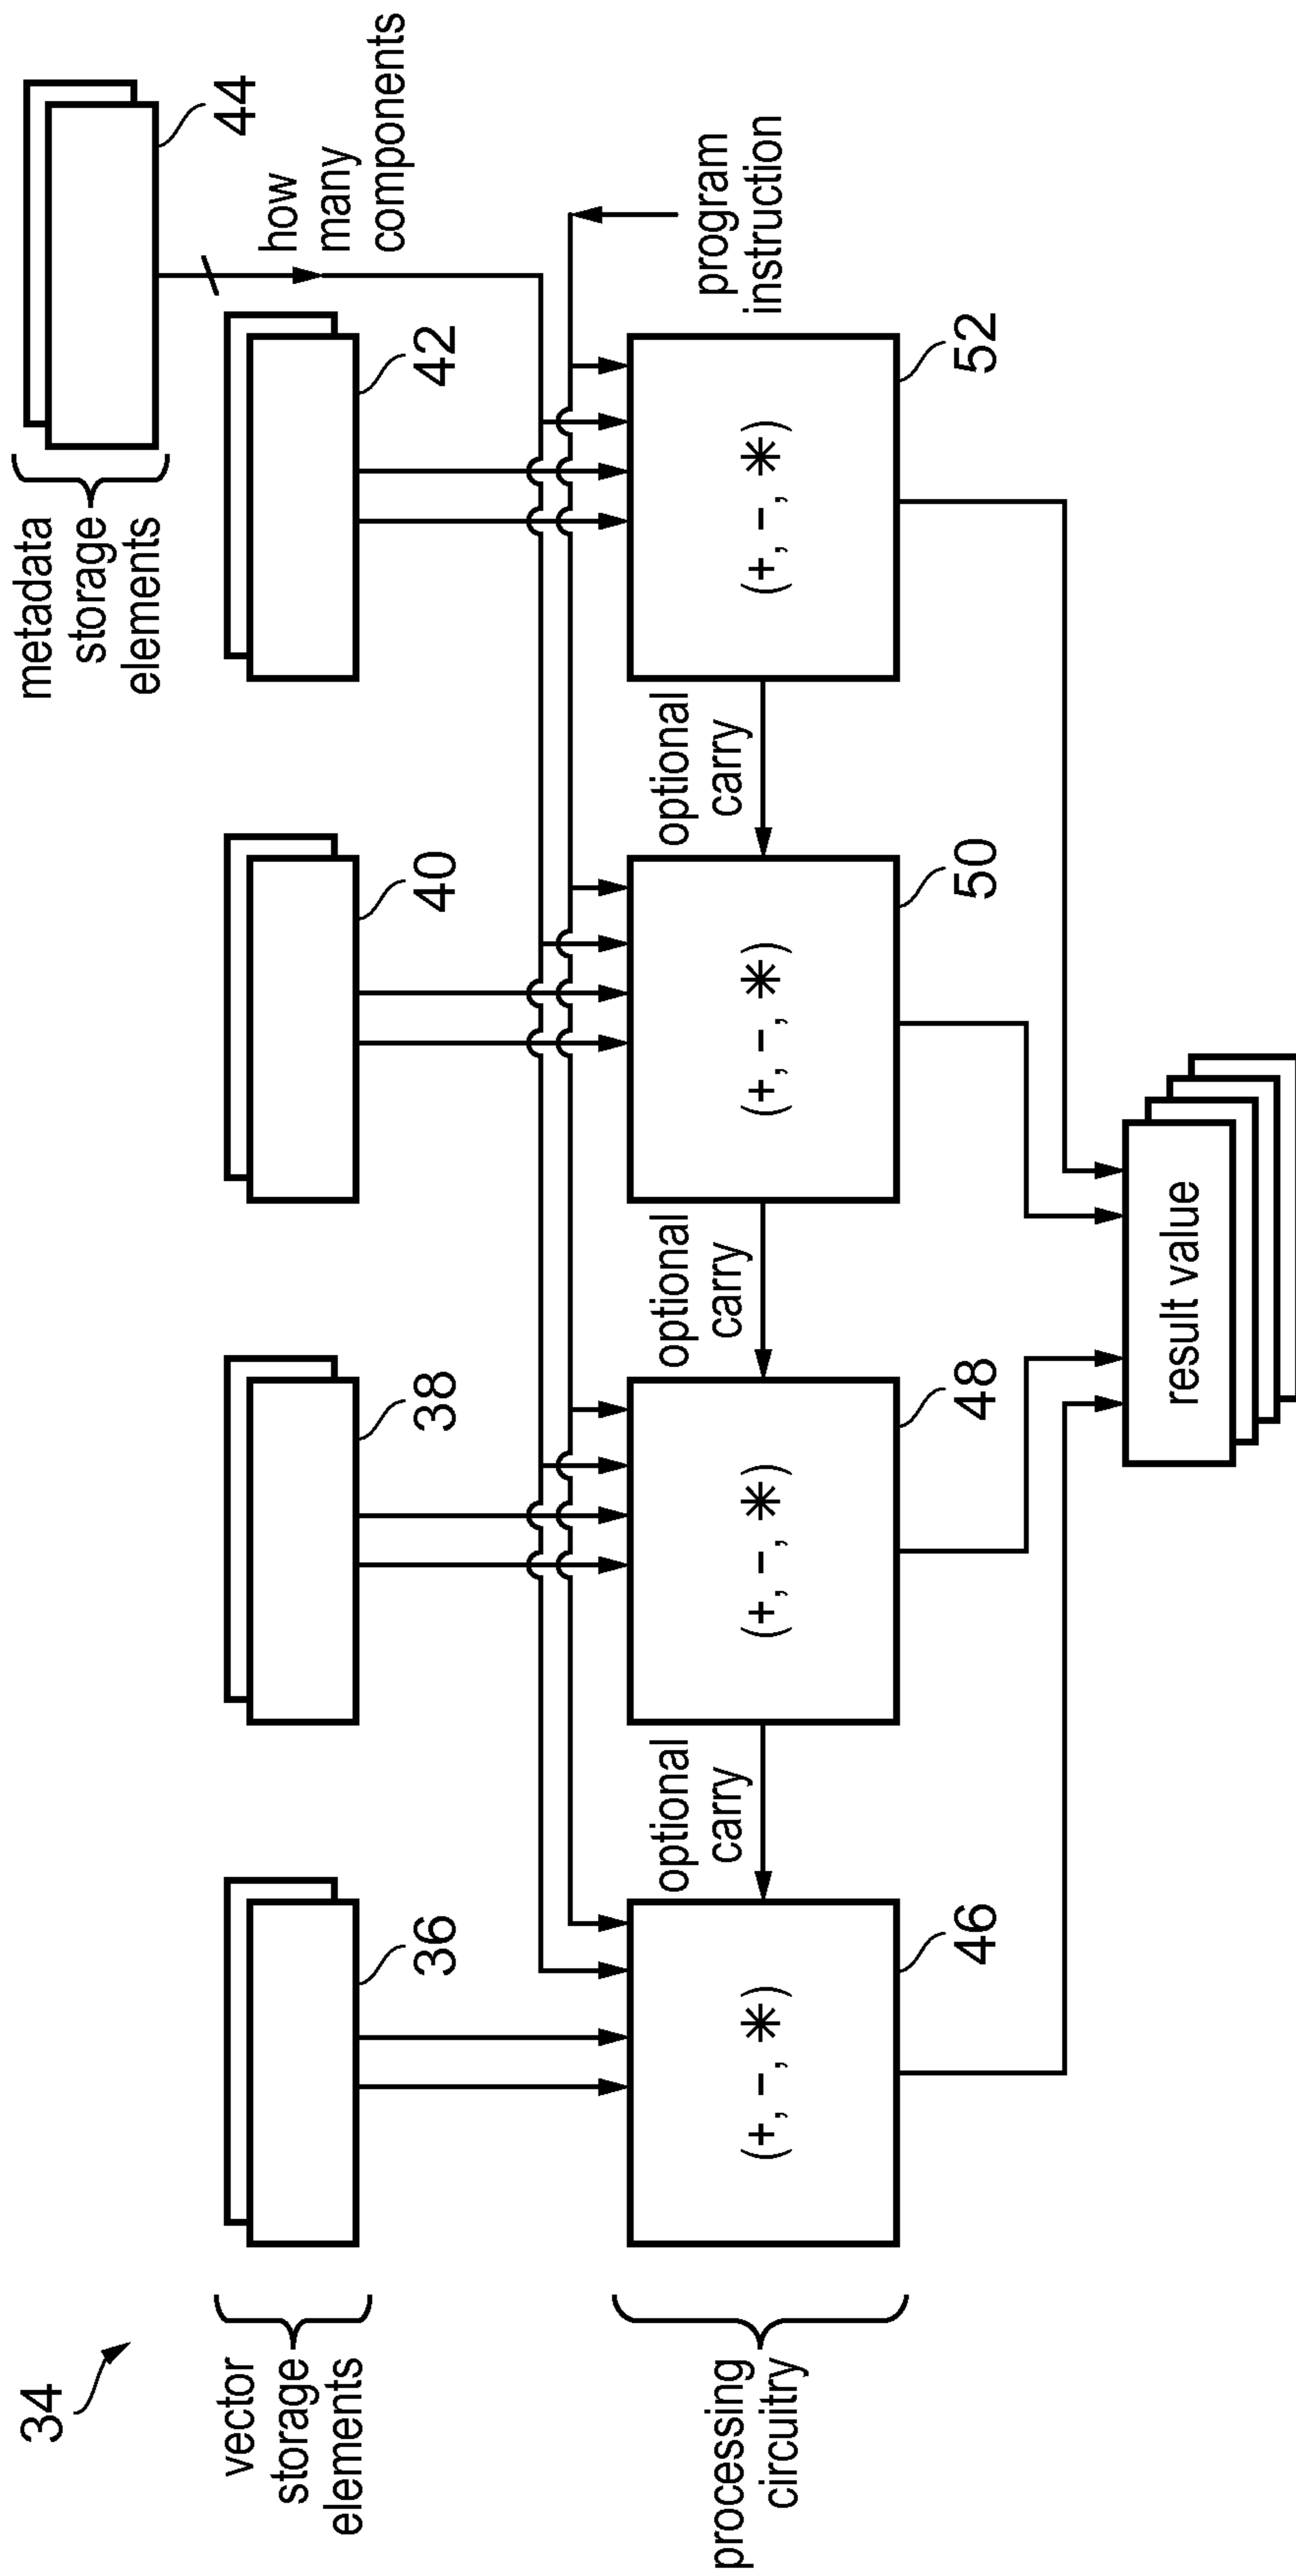 34
metadata
storage
elements
44
how
many
components
vector
storage
elements
36
38
40
42
program
instruction
optional
carry
optional
carry
optional
carry
processing
circuitry
(+, -, *)
(+, -, *)
(+, -, *)
(+, -, *)
46
48
50
52
result value